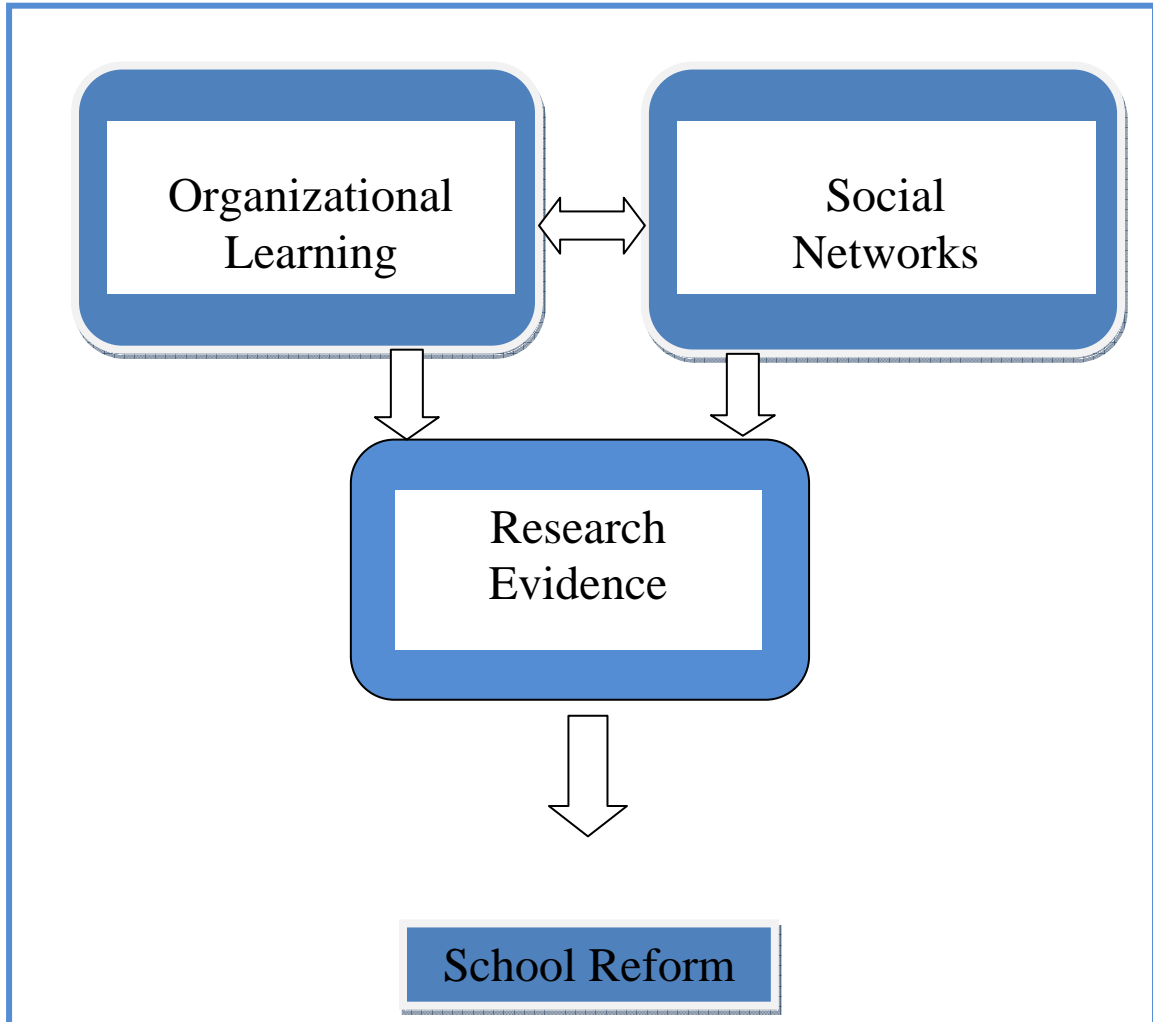 Organizational
Learning
Social
Networks
Research
Evidence
School Reform